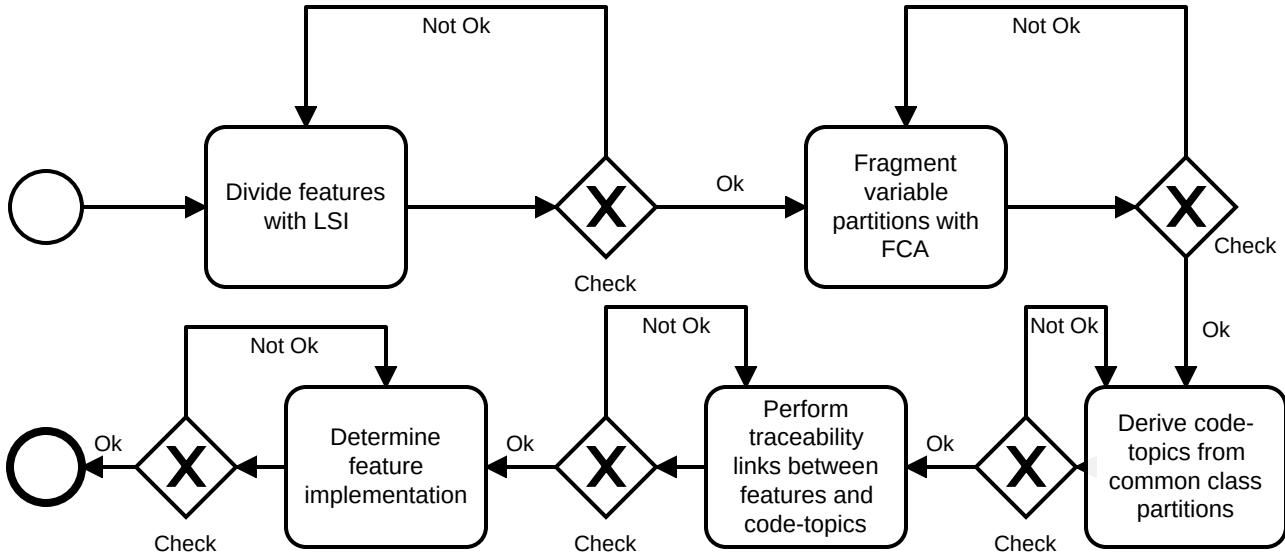 Not Ok
Not Ok
Divide features
with LSI
X
Check
Ok
Fragment
variable
partitions with
FCA
X
Check
Ok
Not Ok
Derive code-
topics from
common class
partitions
X
Check
Ok
Not Ok
Perform
traceability
links between
features and
code-topics
X
Check
Ok
Not Ok
Determine
feature
implementation
X
Check
Ok